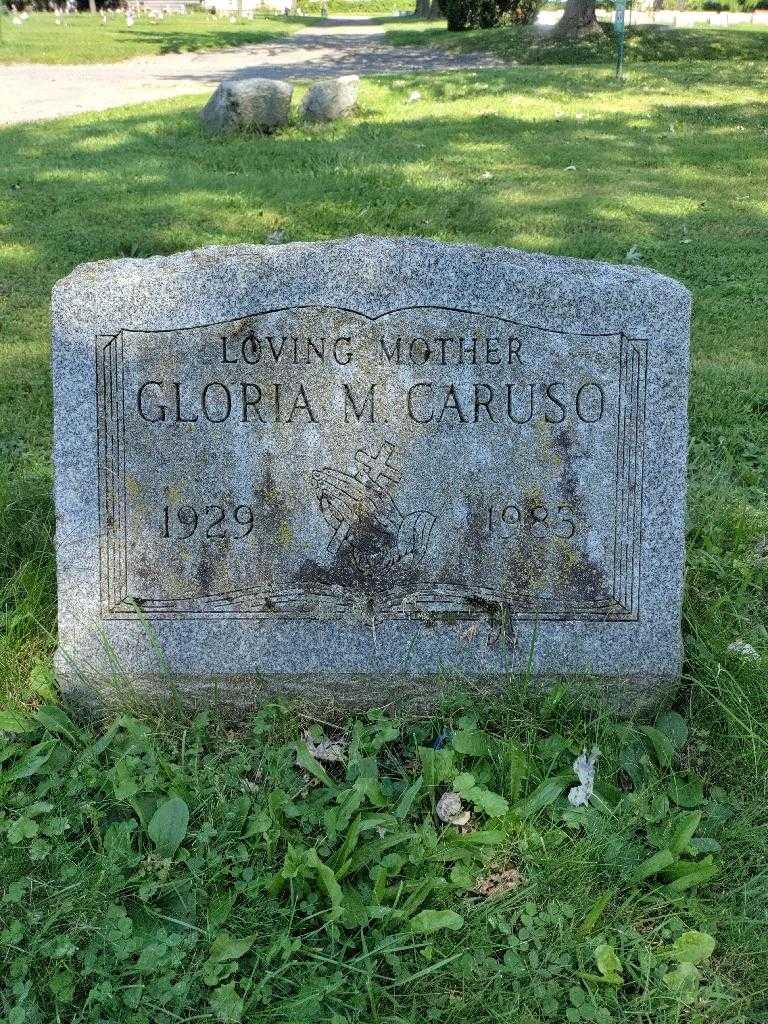 LOVING MOTHER
GLORIA M. CARUSO
1929 1985